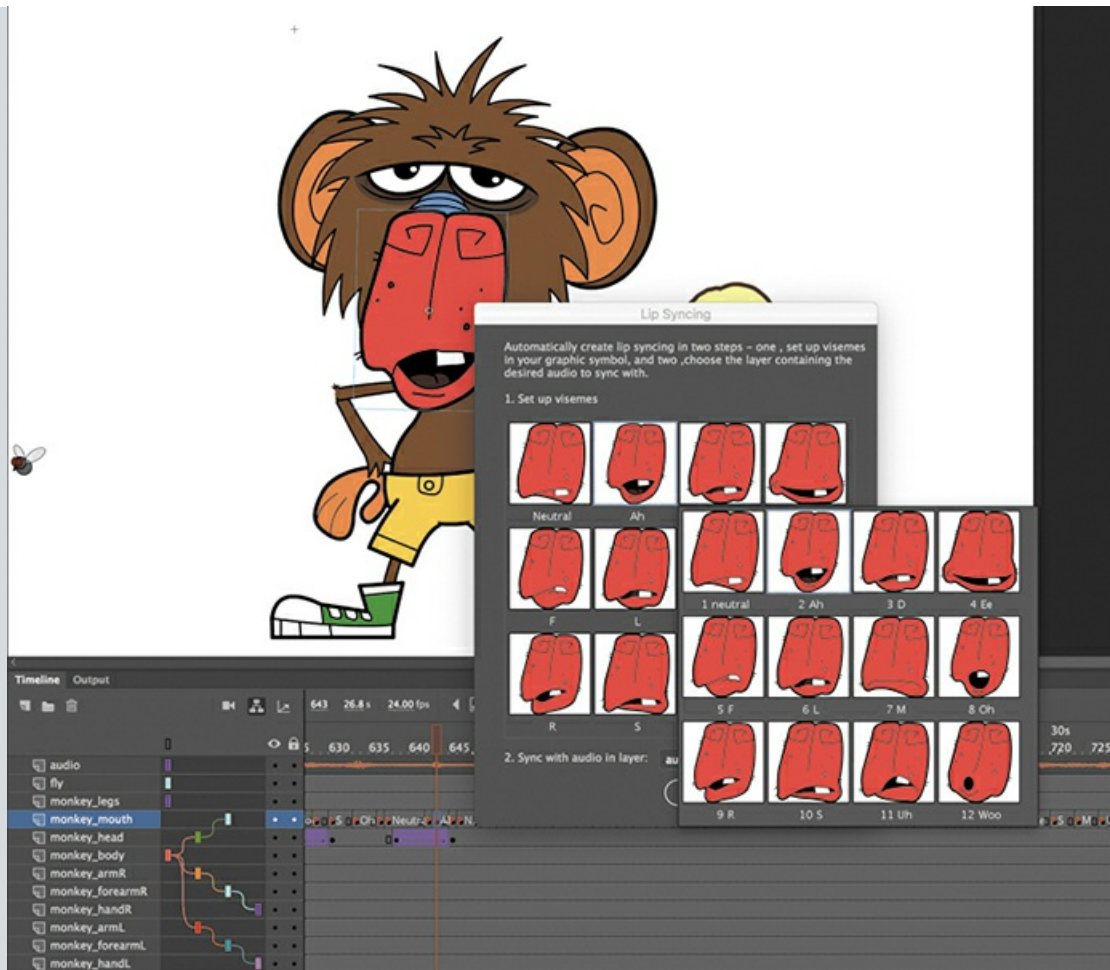 Lip Syncing
Automatically create lip syncing in two steps – one , set up visemes
in your graphic symbol, and two ,choose the layer containing the
desired audio to sync with.
1. Set up visemes
Neutral Ah
F L
R S
1 neutral 2 Ah 3 D 4 Ee
5 F 6 L 7 M 8 Oh
9 R 10 S 11 Uh 12 Woo
2. Sync with audio in layer: au
Timeline Output
643 26.8 s 24.00 fps
630 635 640 645
30s
720 725
audio
fly
monkey_legs
monkey_mouth
S Oh Neutra Al N
S M
monkey_head
monkey_body
monkey_armR
monkey_forearmR
monkey_handR
monkey_armL
monkey_forearmL
monkey_handL